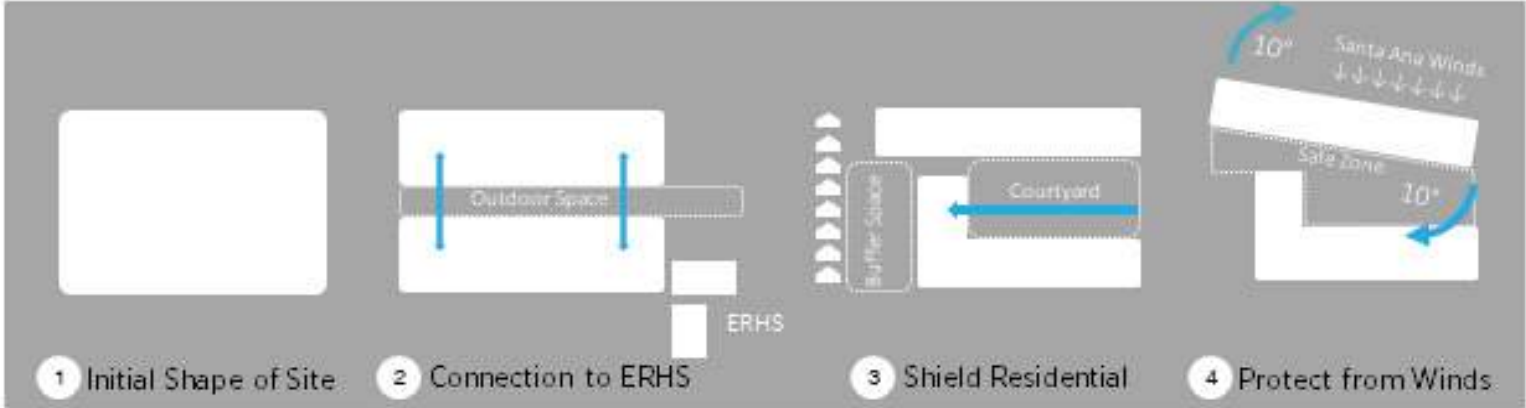 10°
Santa Ana Winds
Outdoor Space
Buffer Space
Courtyard
Safe Zone
10°
ERHS
1 Initial Shape of Site
2 Connection to ERHS
3 Shield Residential
4 Protect from Winds